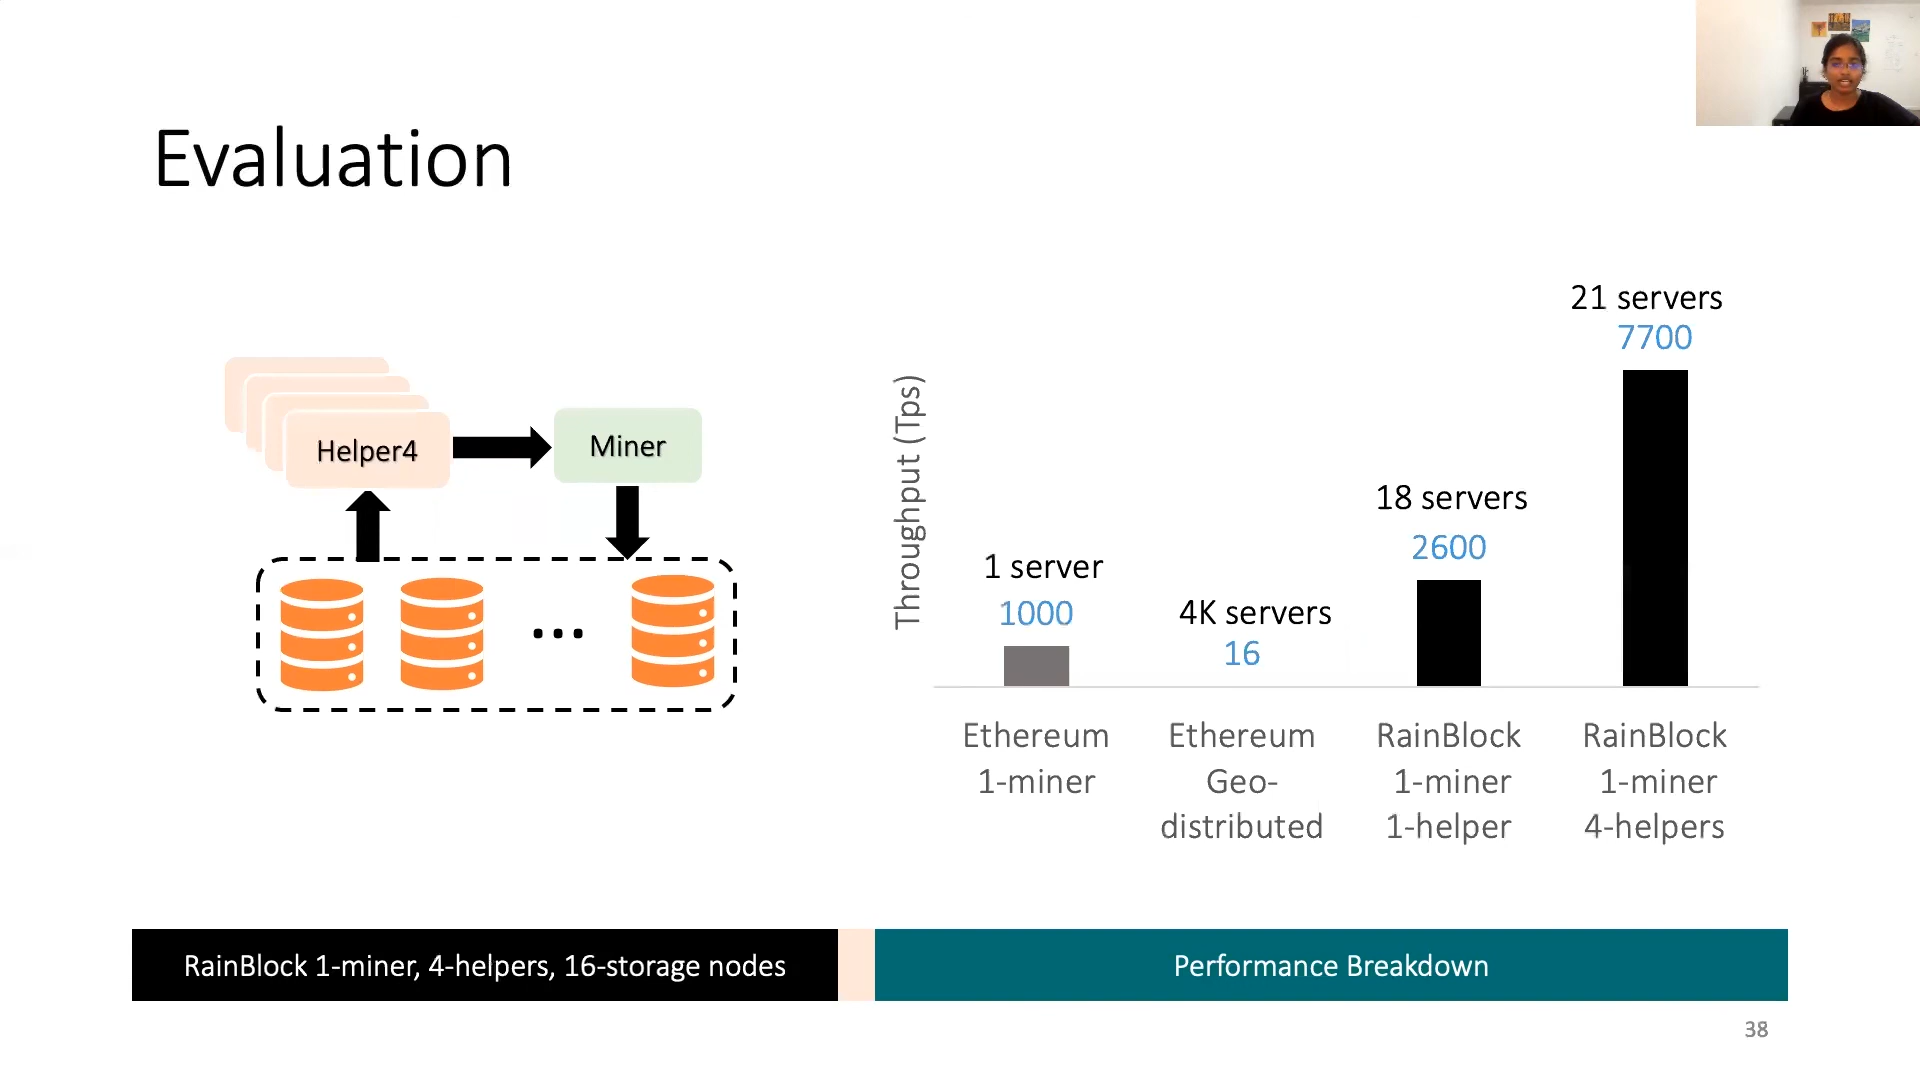 Evaluation
Helper4
Miner
...
Throughput (Tps)
1 server
1000
4K servers
16
18 servers
2600
21 servers
7700
Ethereum
1-miner
Ethereum
Geo-
distributed
RainBlock
1-miner
1-helper
RainBlock
1-miner
4-helpers
RainBlock 1-miner, 4-helpers, 16-storage nodes
Performance Breakdown
38